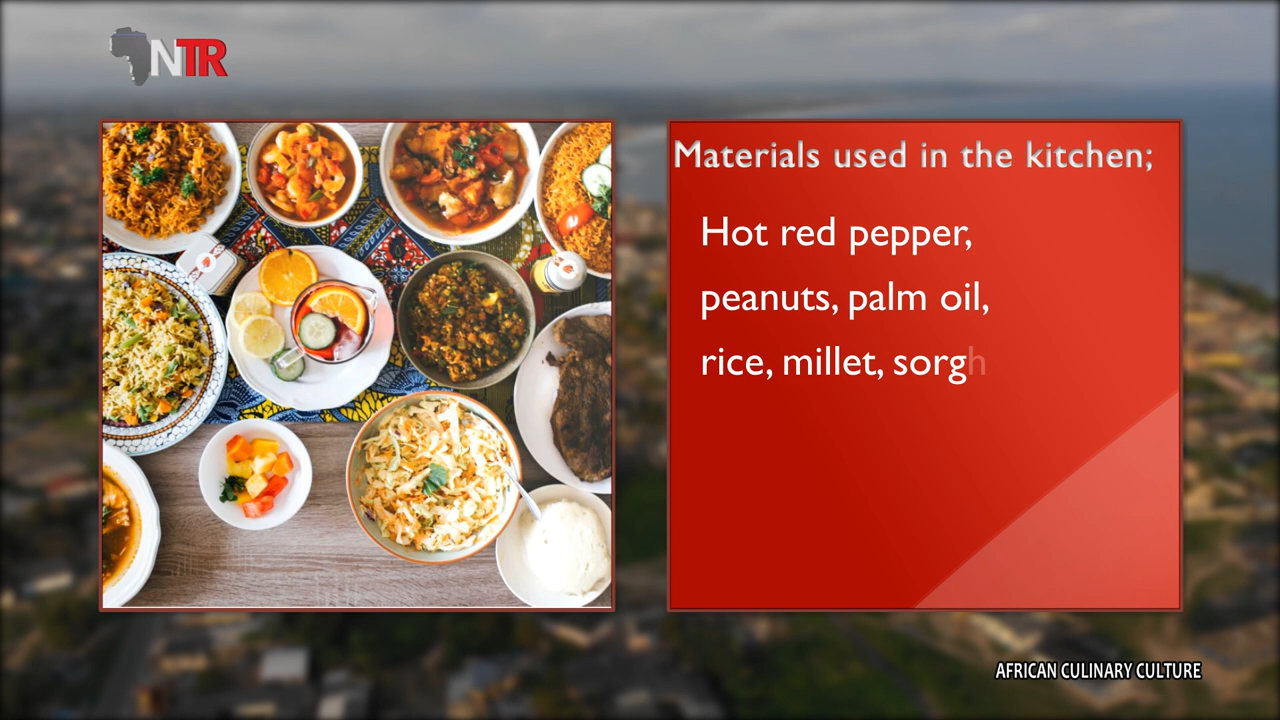 NTR
Materials used in the kitchen;
Hot red pepper,
peanuts, palm oil,
rice, millet, sorgh
AFRICAN CULINARY CULTURE